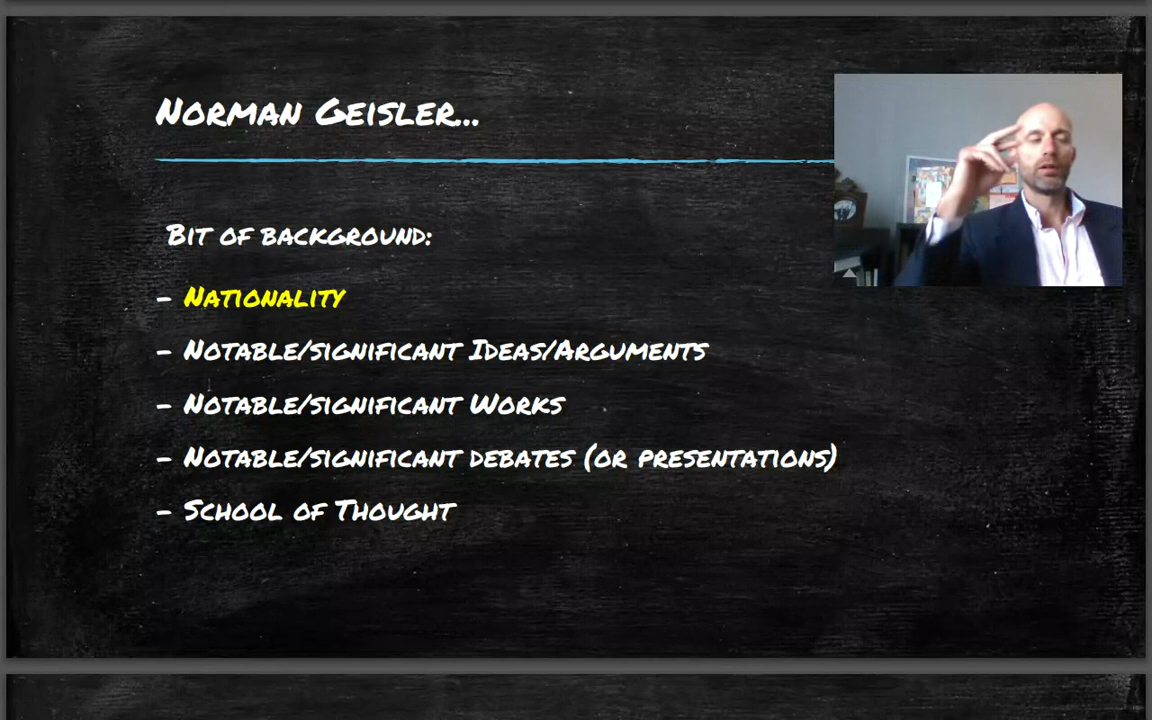 Norman Geisler...
Bit of background:
- Nationality
- Notable/significant Ideas/Arguments
- Notable/significant Works
- Notable/significant debates (or presentations)
- School of Thought